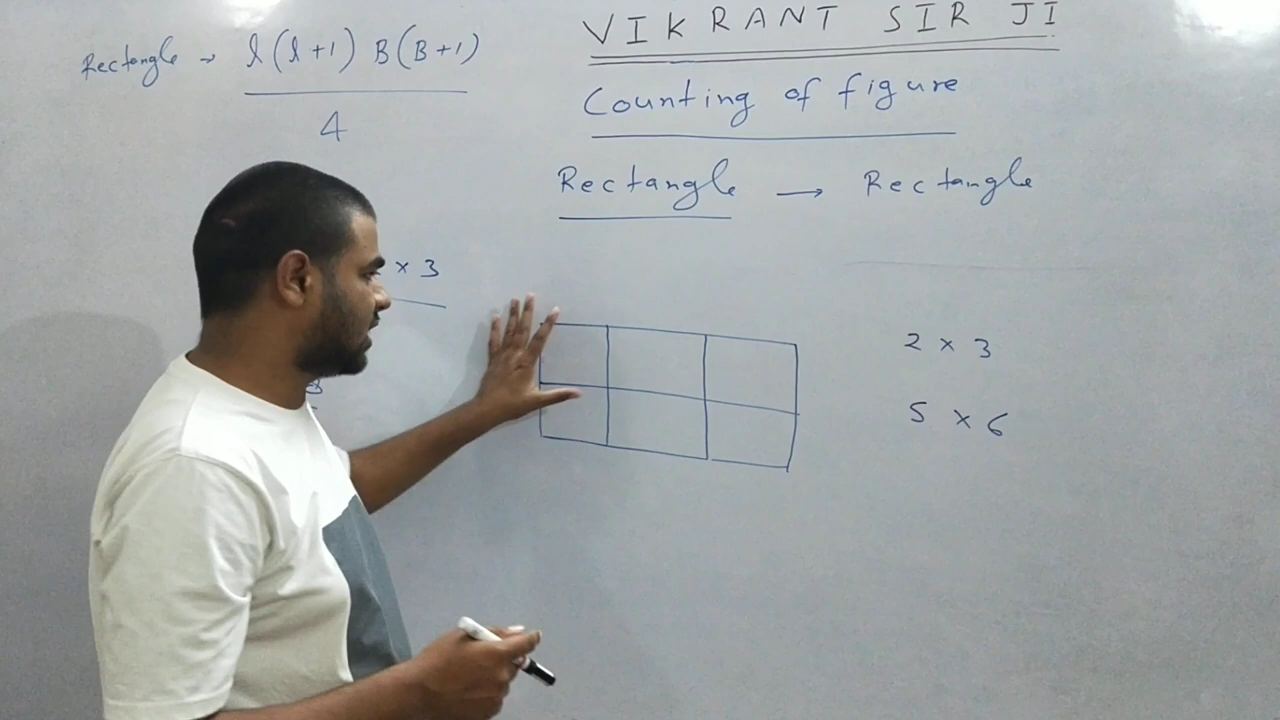 VIKRANT SIR JI
Rectangle → l(l+1) B(B+1)
4
Counting of figure
Rectangle → Rectangle
× 3
2 × 3
5 × 6